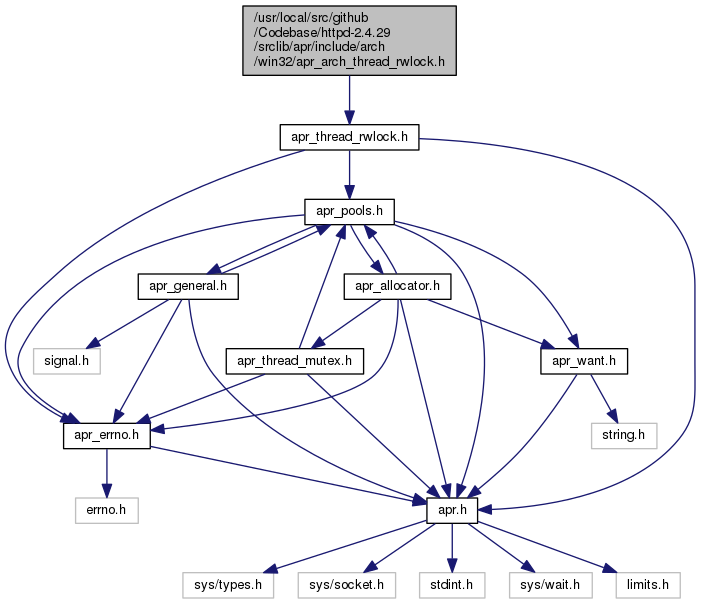 /usr/local/src/github
/Codebase/httpd-2.4.29
/srclib/apr/include/arch
/win32/apr_arch_thread_rwlock.h
apr_thread_rwlock.h
apr_pools.h
apr_general.h
apr_allocator.h
signal.h
apr_thread_mutex.h
apr_want.h
apr_errno.h
string.h
errno.h
apr.h
sys/types.h
sys/socket.h
stdint.h
sys/wait.h
limits.h